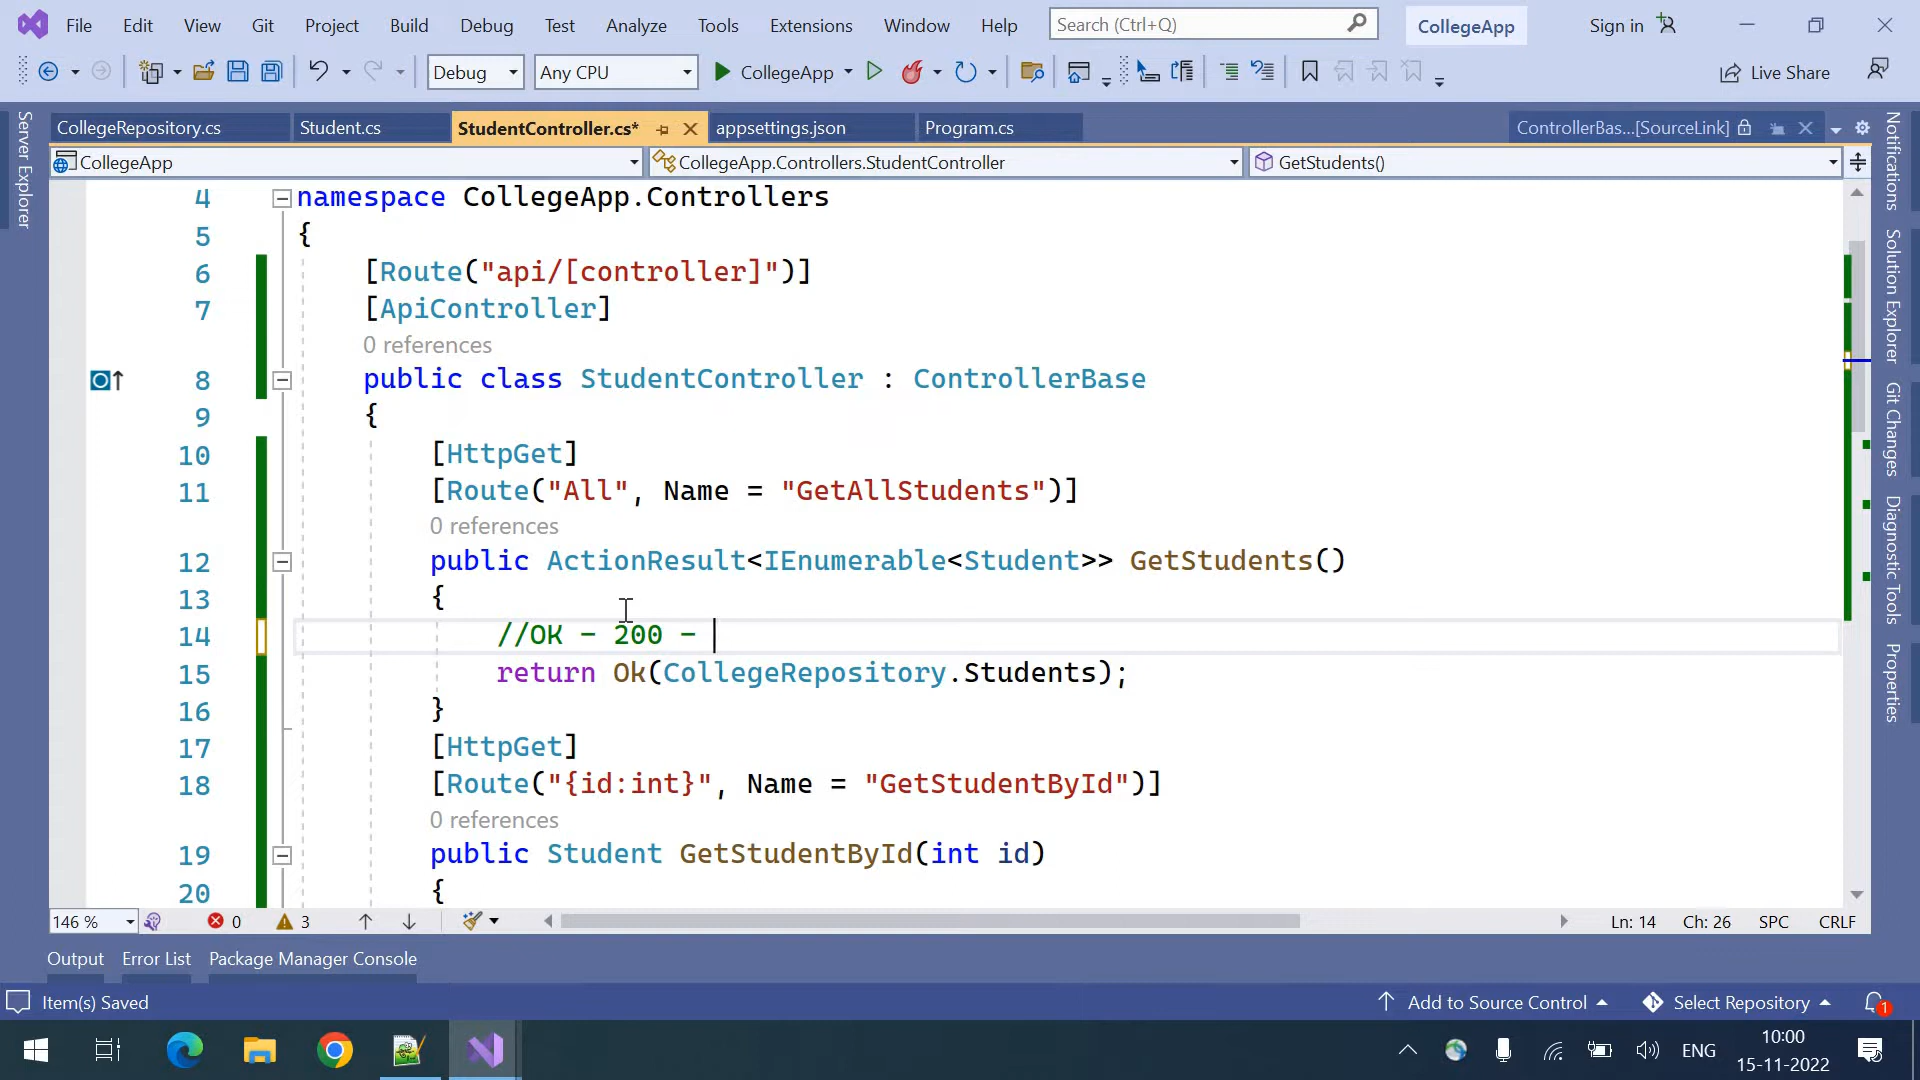 File Edit View Git Project Build Debug Test Analyze Tools Extensions Window Help Search (Ctrl+Q) CollegeApp Sign in
Debug Any CPU CollegeApp Live Share
CollegeRepository.cs Student.cs StudentController.cs* appsettings.json Program.cs ControllerBas...[SourceLink]
CollegeApp CollegeApp.Controllers.StudentController GetStudents()
Server Explorer
4 namespace CollegeApp.Controllers
5 {
6 [Route("api/[controller]")]
7 [ApiController]
0 references
8 public class StudentController : ControllerBase
9 {
10 [HttpGet]
11 [Route("All", Name = "GetAllStudents")]
0 references
12 public ActionResult<IEnumerable<Student>> GetStudents()
13 {
14 //OK - 200 -
15 return Ok(CollegeRepository.Students);
16 }
17 [HttpGet]
18 [Route("{id:int}", Name = "GetStudentById")]
0 references
19 public Student GetStudentById(int id)
20 {
Notifications
Solution Explorer
Git Changes
Diagnostic Tools
Properties
146 % 0 3 Ln: 14 Ch: 26 SPC CRLF
Output Error List Package Manager Console
Item(s) Saved Add to Source Control Select Repository 1
ENG 10:00
15-11-2022